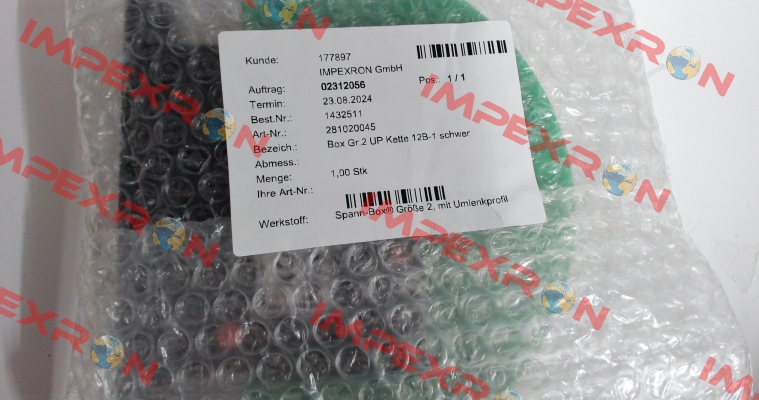 Kunde: 177897
IMPEXRON GmbH
Auftrag: 02312056 Pos: 1 / 1
Termin: 23.08.2024
Best.Nr.: 1432511
Art-Nr.: 281020045
Bezeich.: Box Gr.2 UP Kette 12B-1 schwer
Abmess.:
Menge: 1,00 Stk
Ihre Art-Nr.:
Werkstoff: Spann-Box® Größe 2, mit Umlenkprofil
IMPEXRON
IMPEXRON
IMPEXRON
IMPEXRON
IMPEXRON
IMPEXRON